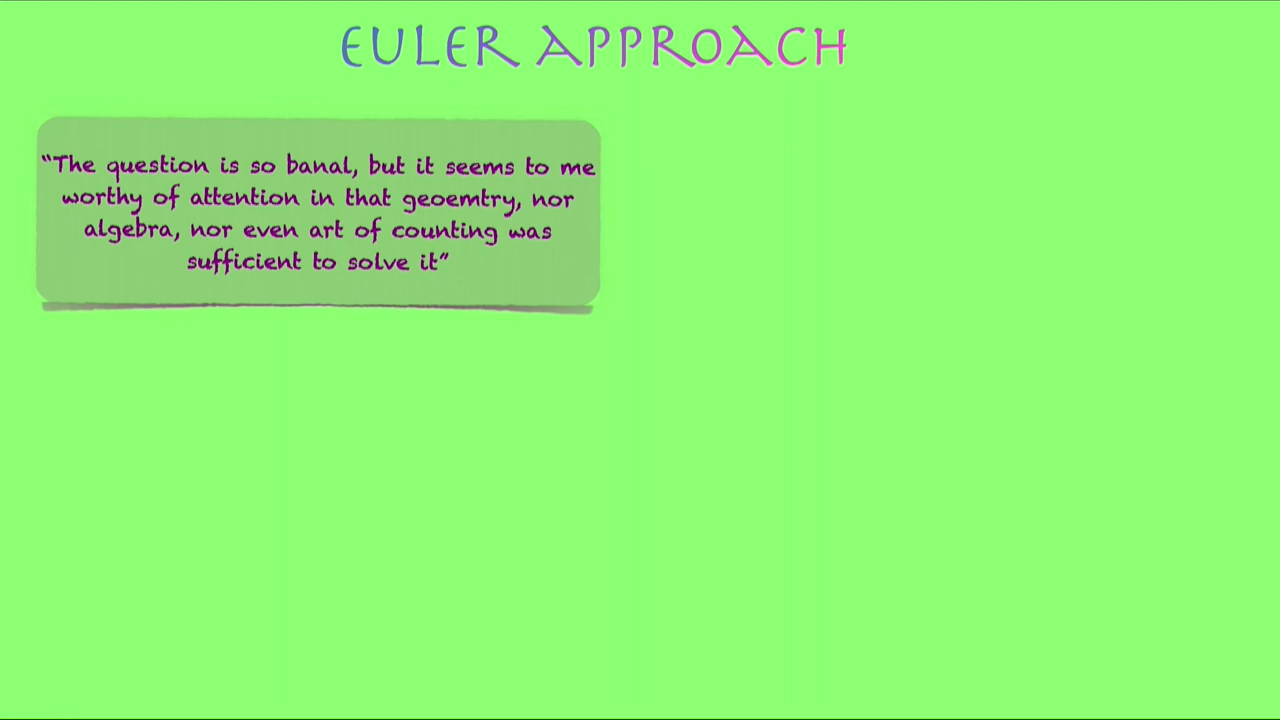 EULER APPROACH
“The question is so banal, but it seems to me
worthy of attention in that geoemtry, nor
algebra, nor even art of counting was
sufficient to solve it”